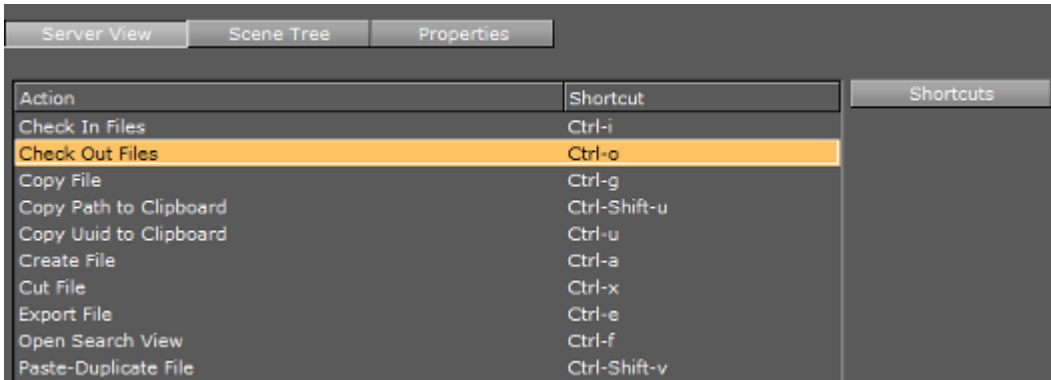 Server View Scene Tree Properties
Action Shortcut Shortcuts
Check In Files Ctrl-i
Check Out Files Ctrl-o
Copy File Ctrl-g
Copy Path to Clipboard Ctrl-Shift-u
Copy Uuid to Clipboard Ctrl-u
Create File Ctrl-a
Cut File Ctrl-x
Export File Ctrl-e
Open Search View Ctrl-f
Paste-Duplicate File Ctrl-Shift-v